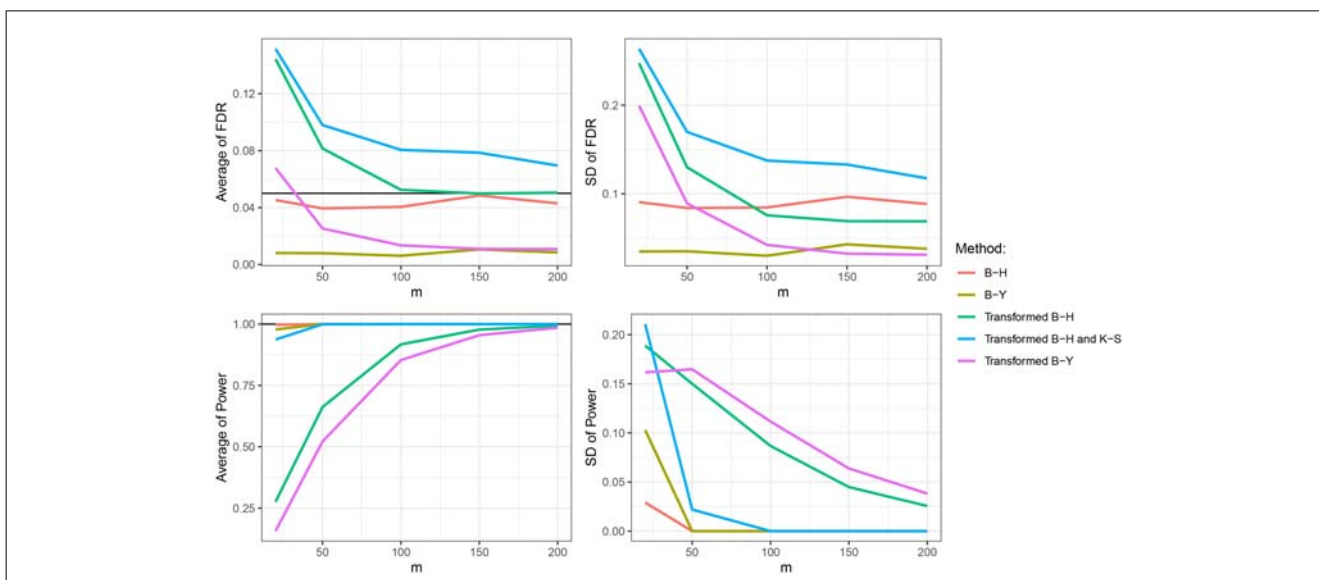 Average of FDR
0.12
0.08
0.04
0.00
50
100
150
200
m
SD of FDR
0.2
0.1
50
100
150
200
m
Average of Power
1.00
0.75
0.50
0.25
50
100
150
200
m
SD of Power
0.20
0.15
0.10
0.05
0.00
50
100
150
200
m
Method:
B−H
B−Y
Transformed B−H
Transformed B−H and K−S
Transformed B−Y